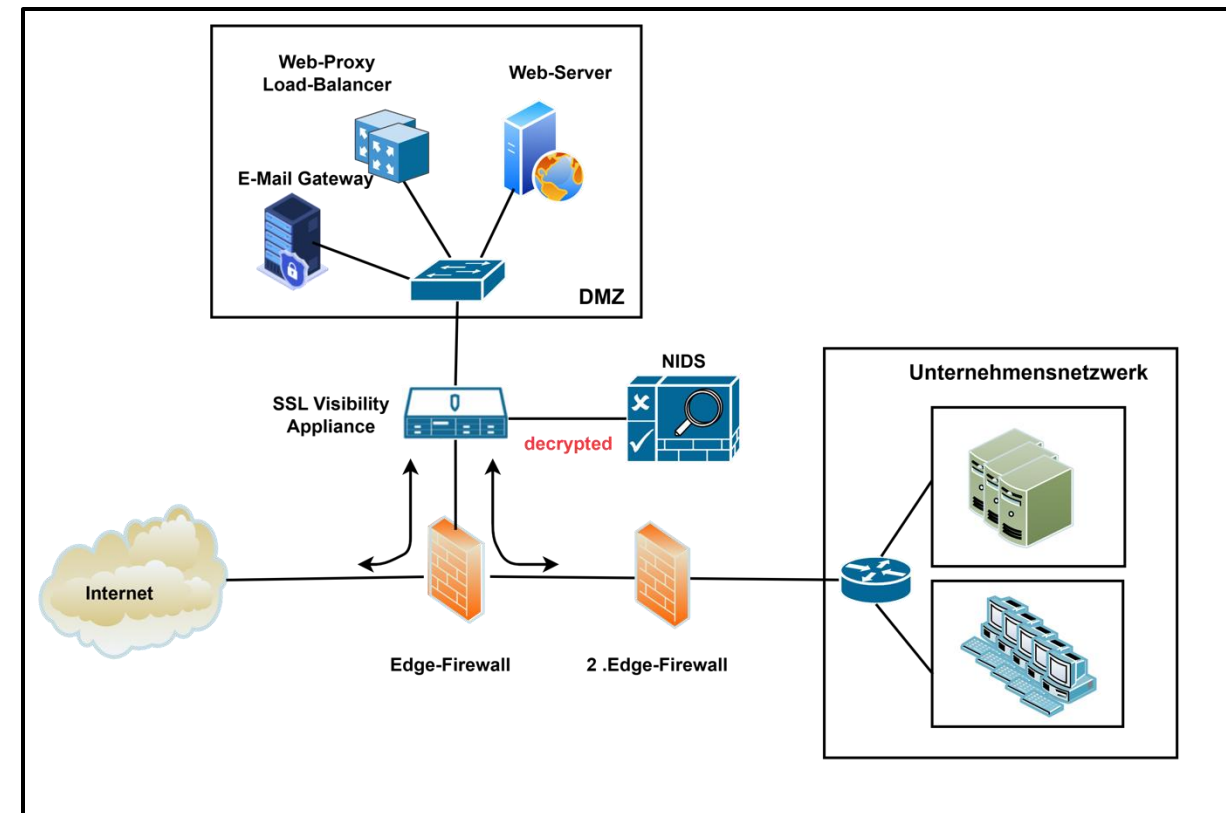 Web-Proxy
Load-Balancer
Web-Server
E-Mail Gateway
DMZ
NIDS
SSL Visibility
Appliance
decrypted
Unternehmensnetzwerk
Internet
Edge-Firewall
2 .Edge-Firewall